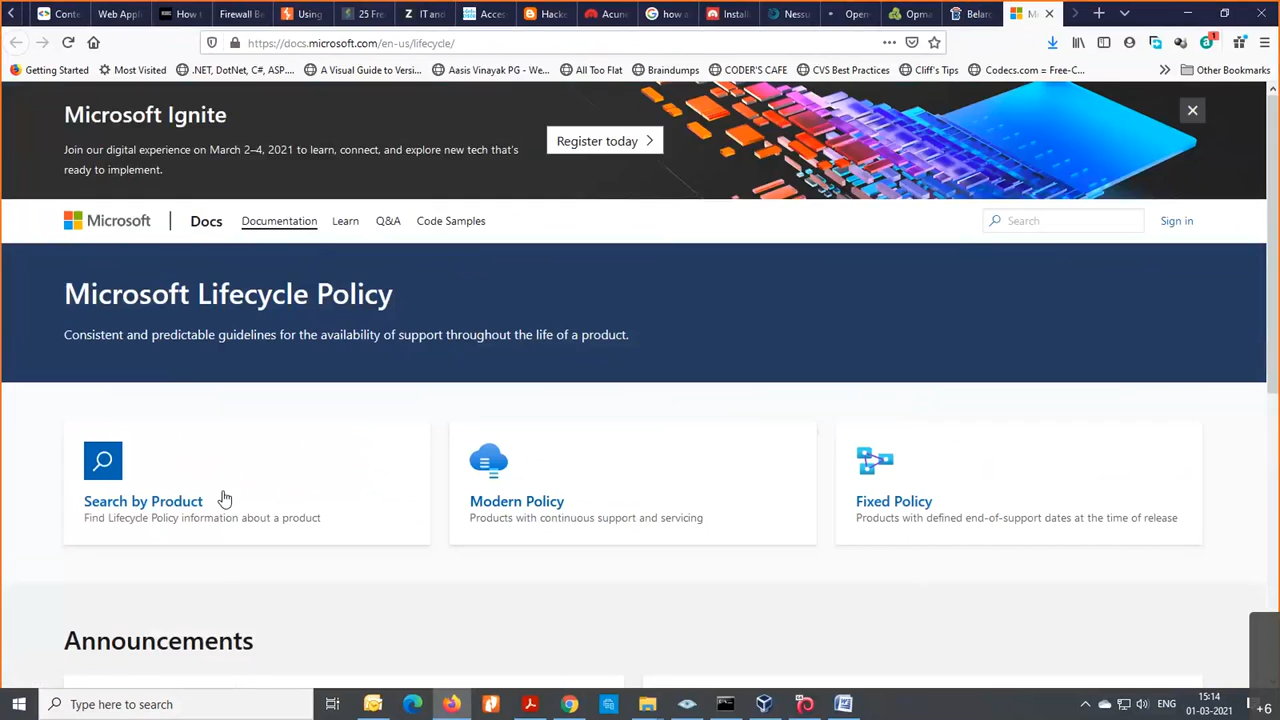 Conte
Web Appli
How t
Firewall Be
Using
25 Free
IT and
Acces
Hacke
Acune
how a
Installi
Nessu
Open-
Opma
Belarc
https://docs.microsoft.com/en-us/lifecycle/
1
Getting Started
Most Visited
.NET, DotNet, C#, ASP....
A Visual Guide to Versi...
Aasis Vinayak PG - We...
All Too Flat
Braindumps
CODER'S CAFE
CVS Best Practices
Cliff's Tips
Codecs.com = Free-C...
Other Bookmarks
Microsoft Ignite
Join our digital experience on March 2–4, 2021 to learn, connect, and explore new tech that's
ready to implement.
Register today
Microsoft
Docs
Documentation
Learn
Q&A
Code Samples
Search
Sign in
Microsoft Lifecycle Policy
Consistent and predictable guidelines for the availability of support throughout the life of a product.
Search by Product
Find Lifecycle Policy information about a product
Modern Policy
Products with continuous support and servicing
Fixed Policy
Products with defined end-of-support dates at the time of release
Announcements
Type here to search
ENG
15:14
01-03-2021
+6